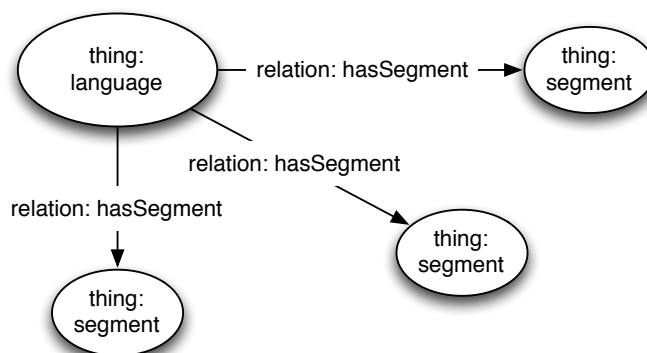 thing:
language
relation: hasSegment
thing:
segment
relation: hasSegment
relation: hasSegment
thing:
segment
thing:
segment